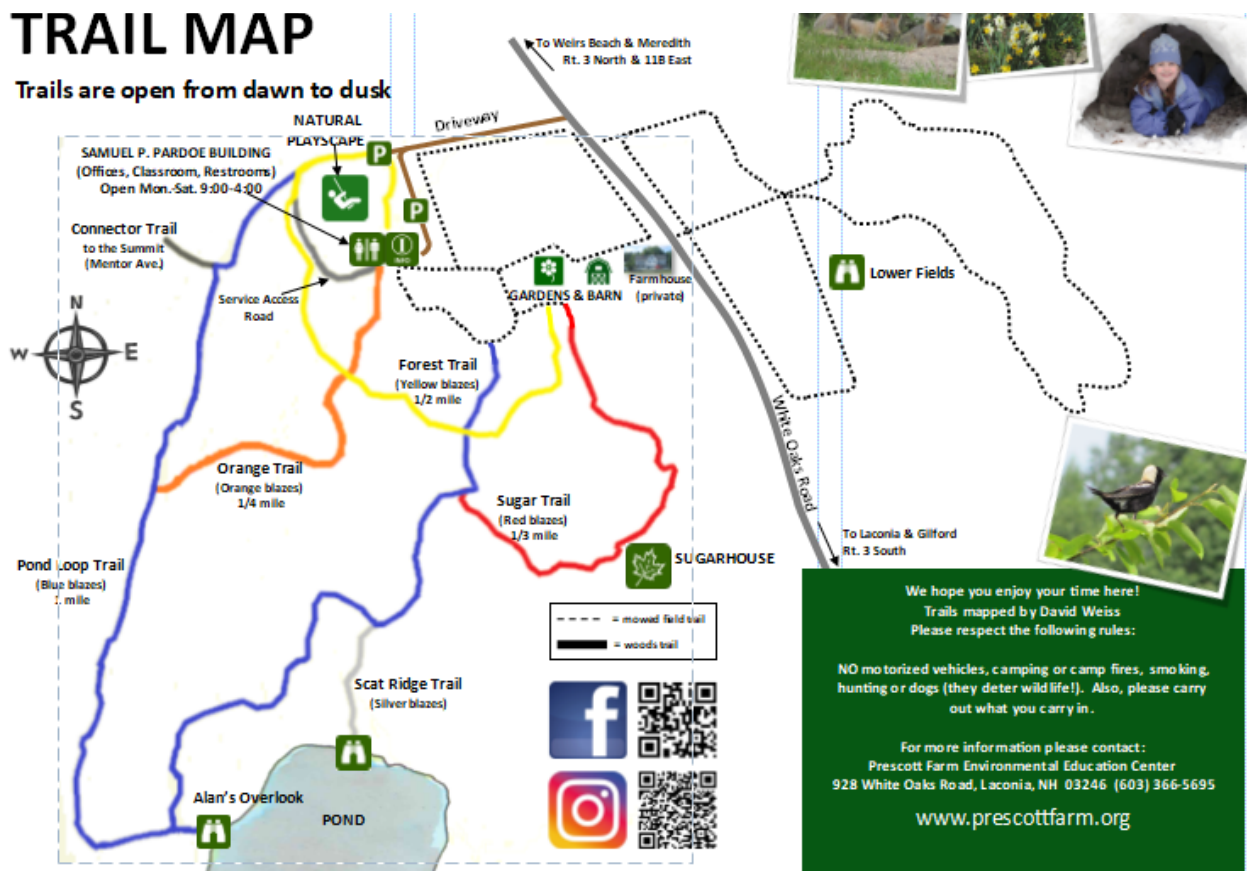 TRAIL MAP
Trails are open from dawn to dusk
To Weirs Beach & Meredith
Rt. 3 North & 11B East
Driveway
NATURAL
PLAYSCAPE
P
SAMUEL P. PARDOE BUILDING
(Offices, Classroom, Restrooms)
Open Mon.-Sat. 9:00-4:00
P
Connector Trail
to the Summit
(Mentor Ave.)
INFO
Service Access
Road
GARDENS & BARN
Farmhouse
(private)
Lower Fields
N
W
E
S
Forest Trail
(Yellow blazes)
1/2 mile
White Oaks Road
Orange Trail
(Orange blazes)
1/4 mile
Sugar Trail
(Red blazes)
1/3 mile
To Laconia & Gilford
Rt. 3 South
SUGARHOUSE
Pond Loop Trail
(Blue blazes)
mile
= mowed field trail
= woods trail
Scat Ridge Trail
(Silver blazes)
f
Alan's Overlook
POND
We hope you enjoy your time here!
Trails mapped by David Weiss
Please respect the following rules:
NO motorized vehicles, camping or camp fires, smoking,
hunting or dogs (they deter wildlife!). Also, please carry
out what you carry in.
For more information please contact:
Prescott Farm Environmental Education Center
928 White Oaks Road, Laconia, NH 03246 (603) 366-5695
www.prescottfarm.org